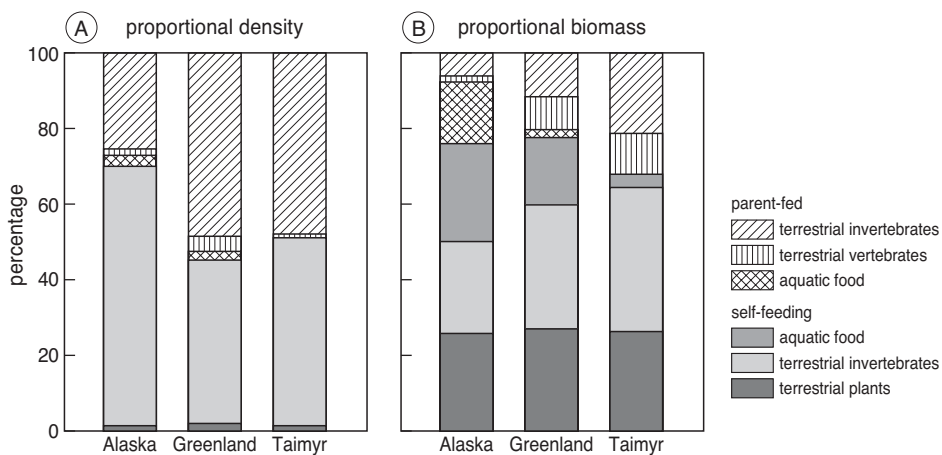 A proportional density
B proportional biomass
percentage
100
80
60
40
20
0
Alaska Greenland Taimyr
Alaska Greenland Taimyr
parent-fed
terrestrial invertebrates
terrestrial vertebrates
aquatic food
self-feeding
aquatic food
terrestrial invertebrates
terrestrial plants